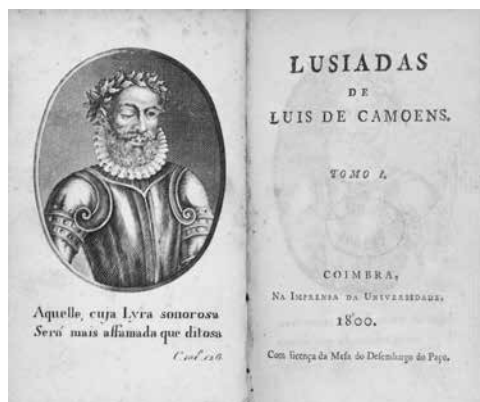 Aquelle, cuja Lyra sonorosa
Será mais affamada que ditosa
LUSIADAS
DE
LUIS DE CAMOENS.
TOMO I.
COIMBRA,
NA IMPRENSA DA UNIVERSIDADE,
1800.
Com licença da Mesa do Desembargo do Paço.